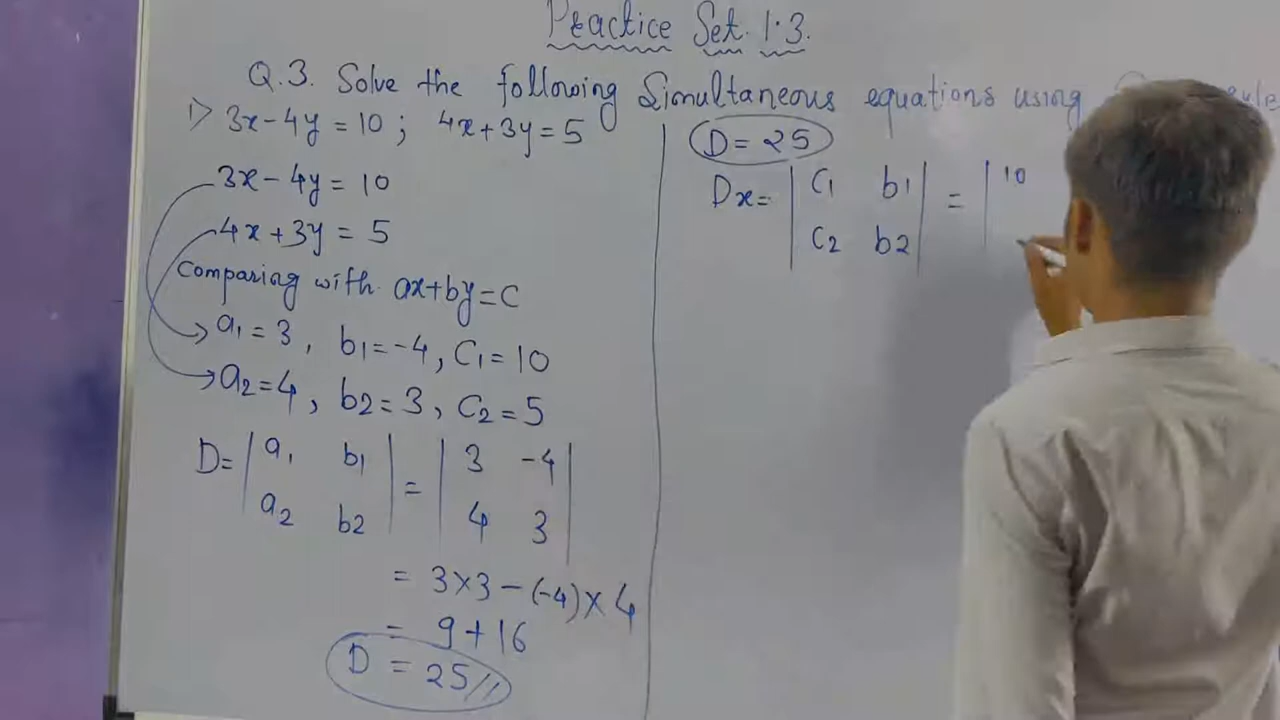 Practice Set 1.3.
Q.3. Solve the following Simultaneous equations using
1) 3x-4y = 10 ; 4x+3y = 5
3x-4y = 10
4x+3y = 5
Comparing with ax+by=c
a1 = 3, b1 = -4, C1 = 10
a2 = 4, b2 = 3, C2 = 5
D = | a1 b1 | = | 3 -4 |
| a2 b2 | | 4 3 |
= 3×3 - (-4) × 4
= 9 + 16
D = 25//
D = 25
Dx = | C1 b1 | = | 10
| C2 b2 | |